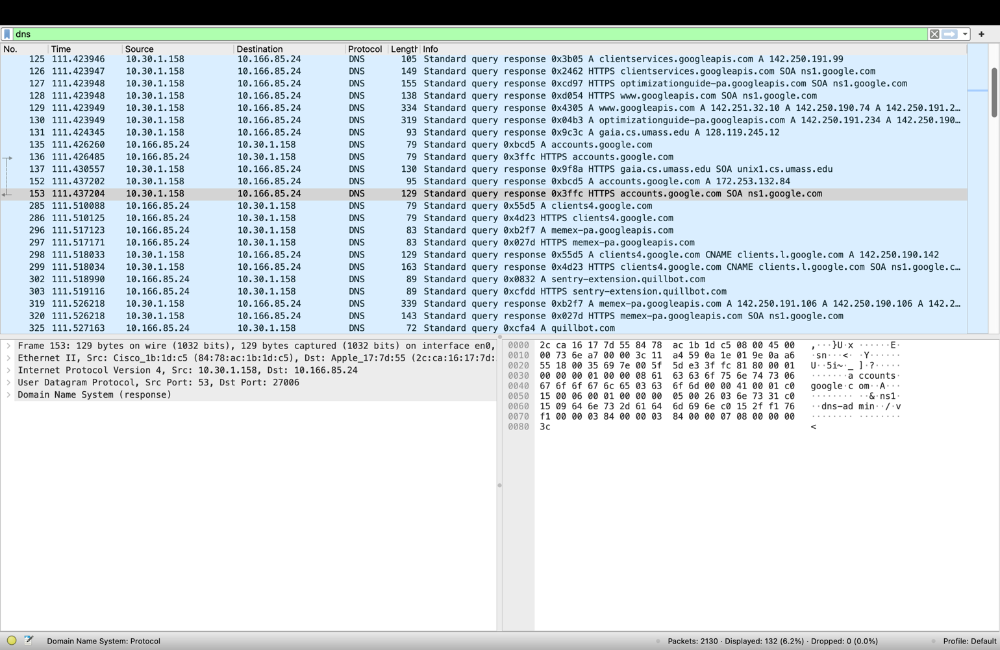 dns
No. Time Source Destination Protocol Length Info
125 111.423946 10.30.1.158 10.166.85.24 DNS 105 Standard query response 0x3b05 A clientservices.googleapis.com A 142.250.191.99
126 111.423947 10.30.1.158 10.166.85.24 DNS 149 Standard query response 0x2462 HTTPS clientservices.googleapis.com SOA ns1.google.com
127 111.423948 10.30.1.158 10.166.85.24 DNS 155 Standard query response 0xcd97 HTTPS optimizationguide-pa.googleapis.com SOA ns1.google.com
128 111.423948 10.30.1.158 10.166.85.24 DNS 138 Standard query response 0xd054 HTTPS www.googleapis.com SOA ns1.google.com
129 111.423949 10.30.1.158 10.166.85.24 DNS 334 Standard query response 0x4305 A www.googleapis.com A 142.251.32.10 A 142.250.190.74 A 142.250.191.2…
130 111.423949 10.30.1.158 10.166.85.24 DNS 319 Standard query response 0x04b3 A optimizationguide-pa.googleapis.com A 142.250.191.234 A 142.250.190…
131 111.424345 10.30.1.158 10.166.85.24 DNS 93 Standard query response 0x9c3c A gaia.cs.umass.edu A 128.119.245.12
135 111.426260 10.166.85.24 10.30.1.158 DNS 79 Standard query 0xbcd5 A accounts.google.com
136 111.426485 10.166.85.24 10.30.1.158 DNS 79 Standard query 0x3ffc HTTPS accounts.google.com
137 111.430557 10.30.1.158 10.166.85.24 DNS 130 Standard query response 0x9f8a HTTPS gaia.cs.umass.edu SOA unix1.cs.umass.edu
152 111.437202 10.30.1.158 10.166.85.24 DNS 95 Standard query response 0xbcd5 A accounts.google.com A 172.253.132.84
153 111.437204 10.30.1.158 10.166.85.24 DNS 129 Standard query response 0x3ffc HTTPS accounts.google.com SOA ns1.google.com
285 111.510088 10.166.85.24 10.30.1.158 DNS 79 Standard query 0x55d5 A clients4.google.com
286 111.510125 10.166.85.24 10.30.1.158 DNS 79 Standard query 0x4d23 HTTPS clients4.google.com
296 111.517123 10.166.85.24 10.30.1.158 DNS 83 Standard query 0xb2f7 A memex-pa.googleapis.com
297 111.517171 10.166.85.24 10.30.1.158 DNS 83 Standard query 0x027d HTTPS memex-pa.googleapis.com
298 111.518033 10.30.1.158 10.166.85.24 DNS 129 Standard query response 0x55d5 A clients4.google.com CNAME clients.l.google.com A 142.250.190.142
299 111.518034 10.30.1.158 10.166.85.24 DNS 163 Standard query response 0x4d23 HTTPS clients4.google.com CNAME clients.l.google.com SOA ns1.google.c…
302 111.518990 10.166.85.24 10.30.1.158 DNS 89 Standard query 0x0832 A sentry-extension.quillbot.com
303 111.519116 10.166.85.24 10.30.1.158 DNS 89 Standard query 0xcfdd HTTPS sentry-extension.quillbot.com
319 111.526218 10.30.1.158 10.166.85.24 DNS 339 Standard query response 0xb2f7 A memex-pa.googleapis.com A 142.250.191.106 A 142.250.190.106 A 142.2…
320 111.526218 10.30.1.158 10.166.85.24 DNS 143 Standard query response 0x027d HTTPS memex-pa.googleapis.com SOA ns1.google.com
325 111.527163 10.166.85.24 10.30.1.158 DNS 72 Standard query 0xcfa4 A quillbot.com
Frame 153: 129 bytes on wire (1032 bits), 129 bytes captured (1032 bits) on interface en0,
Ethernet II, Src: Cisco_1b:1d:c5 (84:78:ac:1b:1d:c5), Dst: Apple_17:7d:55 (2c:ca:16:17:7d:
Internet Protocol Version 4, Src: 10.30.1.158, Dst: 10.166.85.24
User Datagram Protocol, Src Port: 53, Dst Port: 27006
Domain Name System (response)
0000 2c ca 16 17 7d 55 84 78 ac 1b 1d c5 08 00 45 00 ,···}U·x ······E·
0010 00 73 6e a7 00 00 3c 11 a4 59 0a 1e 01 9e 0a a6 ·sn···<· ·Y······
0020 55 18 00 35 69 7e 00 5f 5d e3 3f fc 81 80 00 01 U··5i~·_ ]·?·····
0030 00 00 00 01 00 00 08 61 63 63 6f 75 6e 74 73 06 ·······a ccounts·
0040 67 6f 6f 67 6c 65 03 63 6f 6d 00 00 41 00 01 c0 google·c om··A···
0050 15 00 06 00 01 00 00 00 05 00 26 03 6e 73 31 c0 ········ ··&·ns1·
0060 15 09 64 6e 73 2d 61 64 6d 69 6e c0 15 2f f1 76 ··dns-ad min··/·v
0070 f1 00 00 03 84 00 00 03 84 00 00 07 08 00 00 00 ········ ········
0080 3c <
Domain Name System: Protocol Packets: 2130 · Displayed: 132 (6.2%) · Dropped: 0 (0.0%) Profile: Default